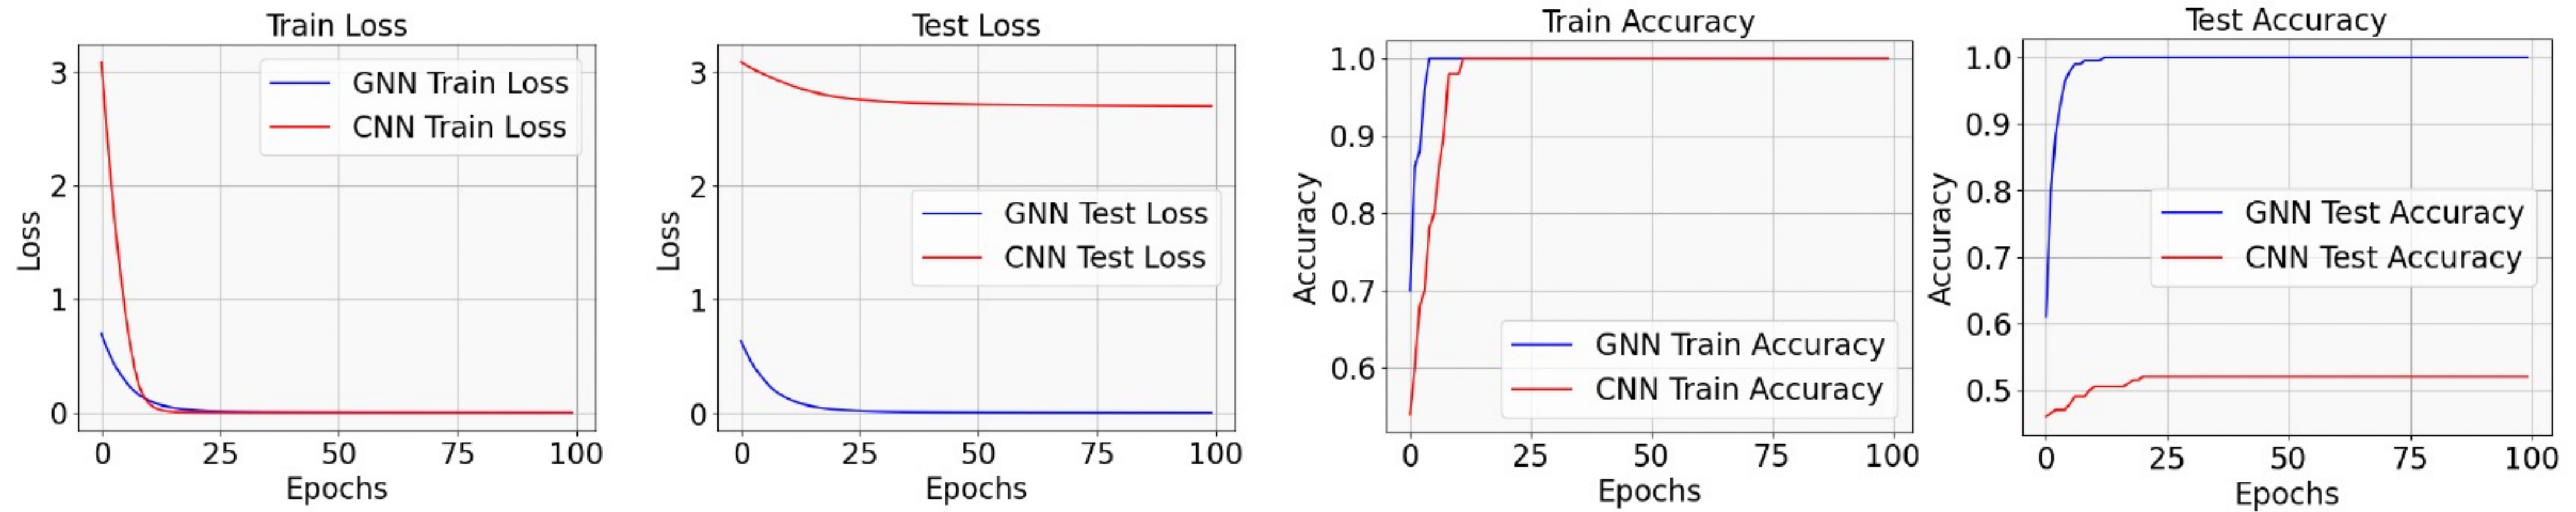 Train Loss
3
2
1
0
Loss
GNN Train Loss
CNN Train Loss
0 25 50 75 100
Epochs
Test Loss
3
2
1
0
Loss
GNN Test Loss
CNN Test Loss
0 25 50 75 100
Epochs
Train Accuracy
1.0
0.9
0.8
0.7
0.6
Accuracy
GNN Train Accuracy
CNN Train Accuracy
0 25 50 75 100
Epochs
Test Accuracy
1.0
0.9
0.8
0.7
0.6
0.5
Accuracy
GNN Test Accuracy
CNN Test Accuracy
0 25 50 75 100
Epochs